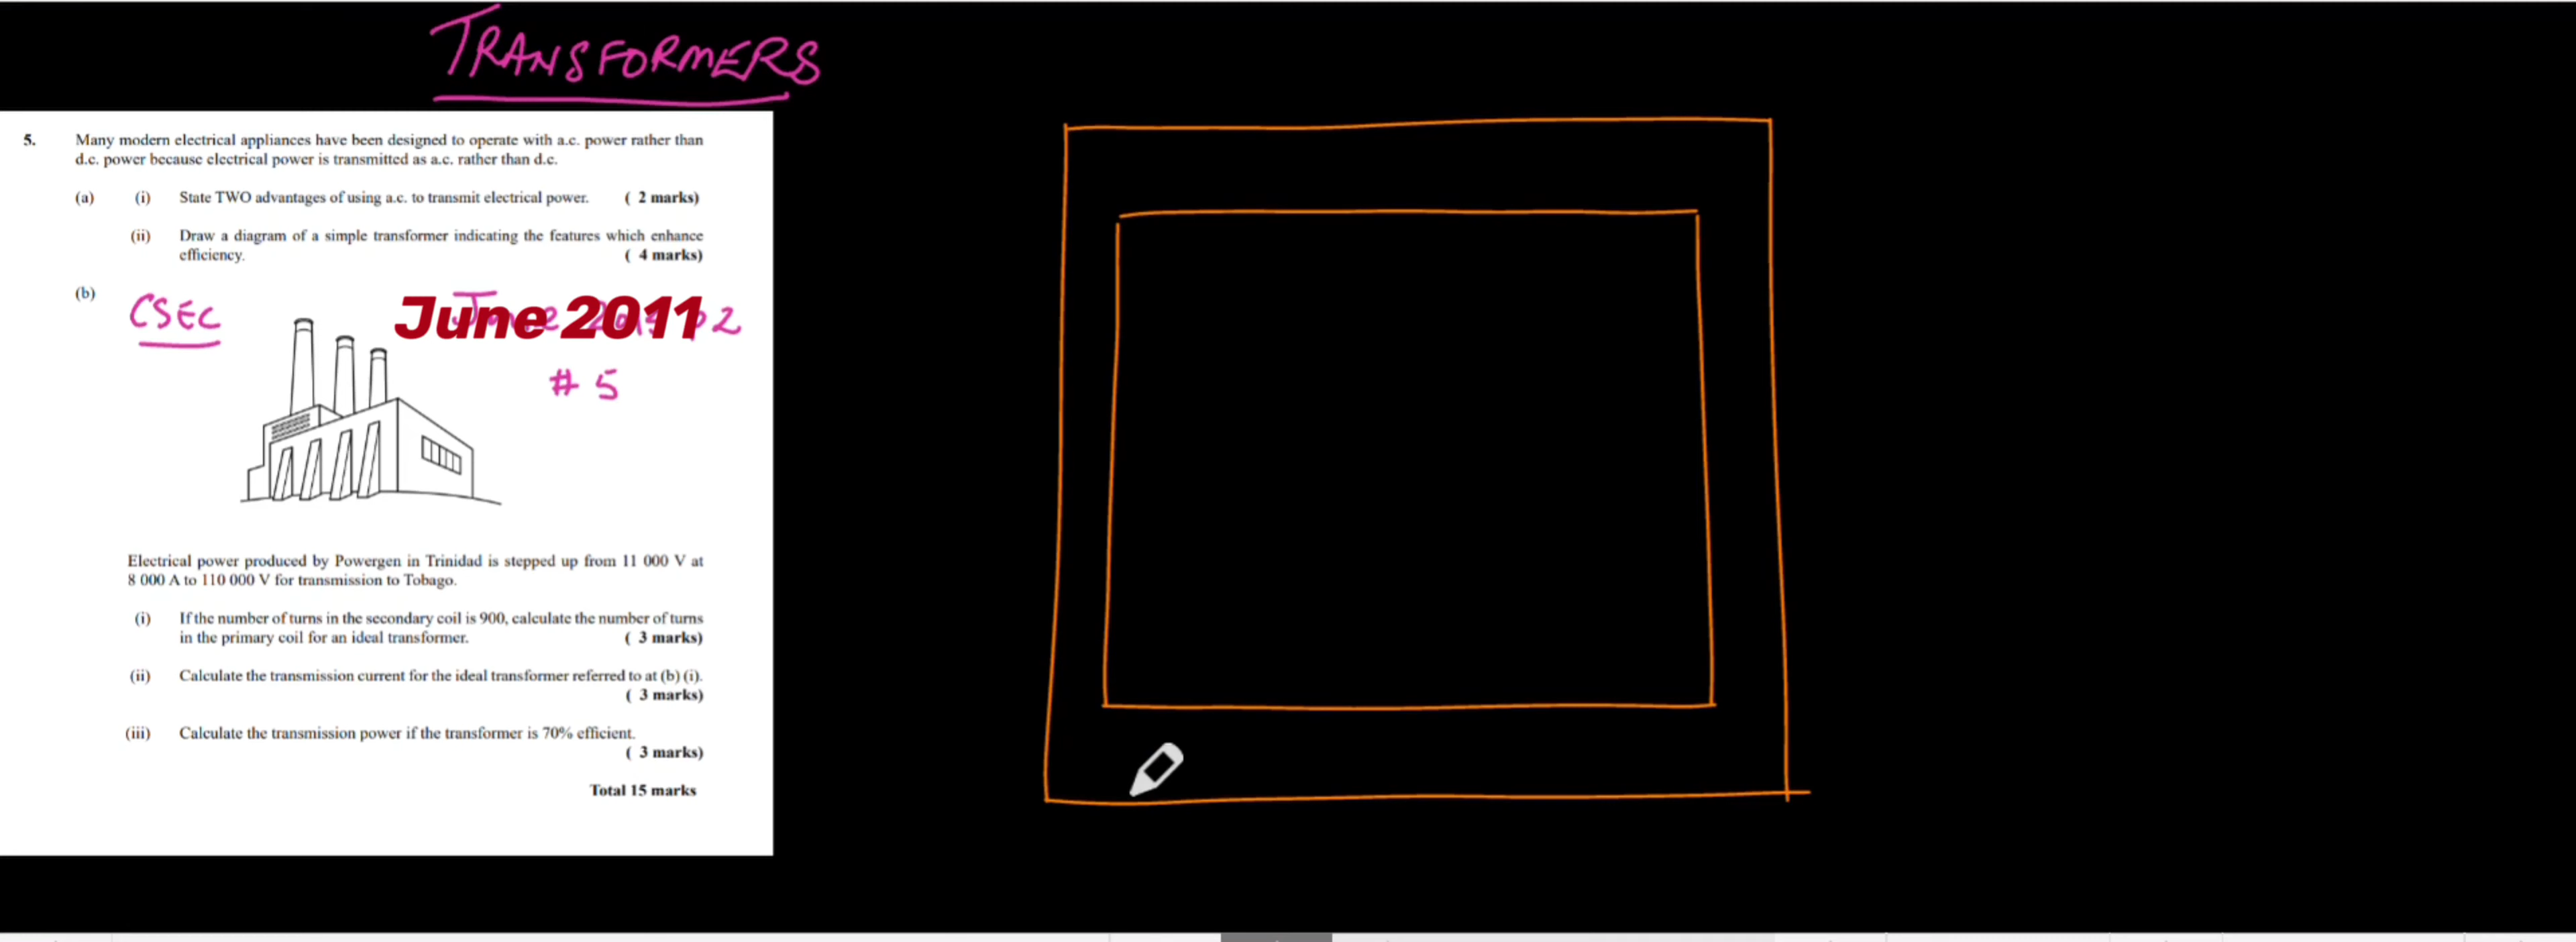 TRANSFORMERS
5. Many modern electrical appliances have been designed to operate with a.c. power rather than
d.c. power because electrical power is transmitted as a.c. rather than d.c.
(a) (i) State TWO advantages of using a.c. to transmit electrical power. ( 2 marks)
(ii) Draw a diagram of a simple transformer indicating the features which enhance
efficiency. ( 4 marks)
(b)
CSEC
June 2011
2
# 5
Electrical power produced by Powergen in Trinidad is stepped up from 11 000 V at
8 000 A to 110 000 V for transmission to Tobago.
(i) If the number of turns in the secondary coil is 900, calculate the number of turns
in the primary coil for an ideal transformer. ( 3 marks)
(ii) Calculate the transmission current for the ideal transformer referred to at (b) (i).
( 3 marks)
(iii) Calculate the transmission power if the transformer is 70% efficient.
( 3 marks)
Total 15 marks